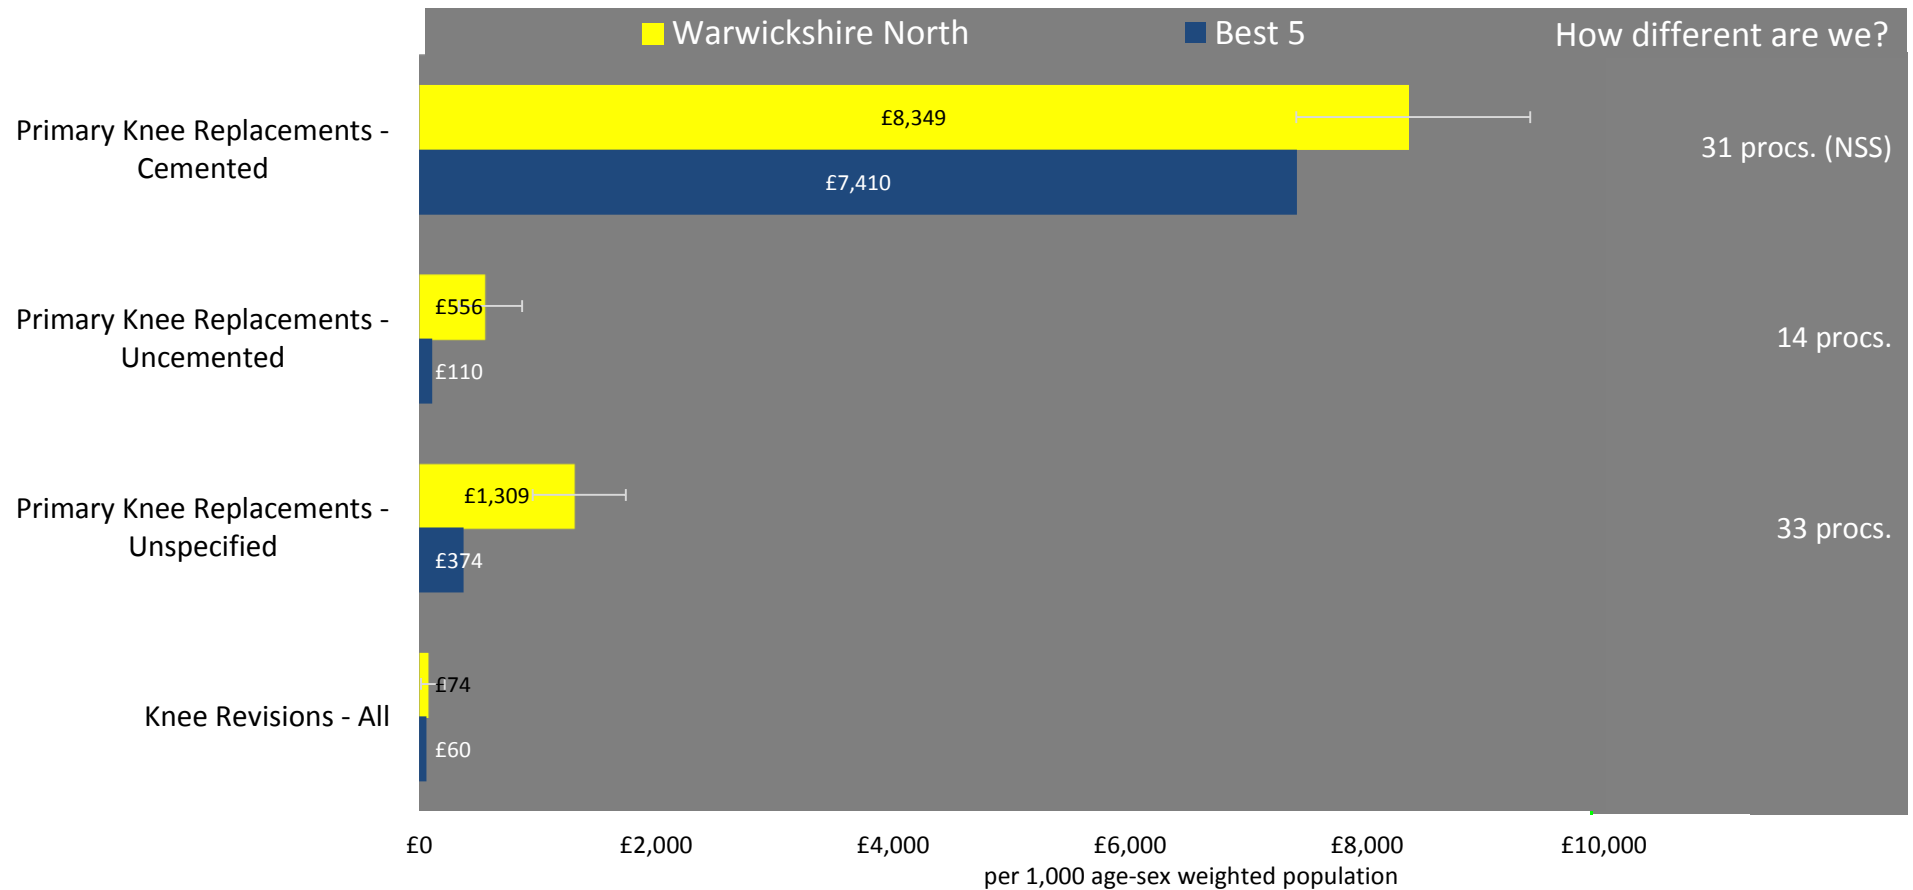 Warwickshire North
Best 5
How different are we?
Primary Knee Replacements -
Cemented
£8,349
£7,410
31 procs. (NSS)
Primary Knee Replacements -
Uncemented
£556
£110
14 procs.
Primary Knee Replacements -
Unspecified
£1,309
£374
33 procs.
Knee Revisions - All
£74
£60
£0
£2,000
£4,000
£6,000
£8,000
£10,000
per 1,000 age-sex weighted population